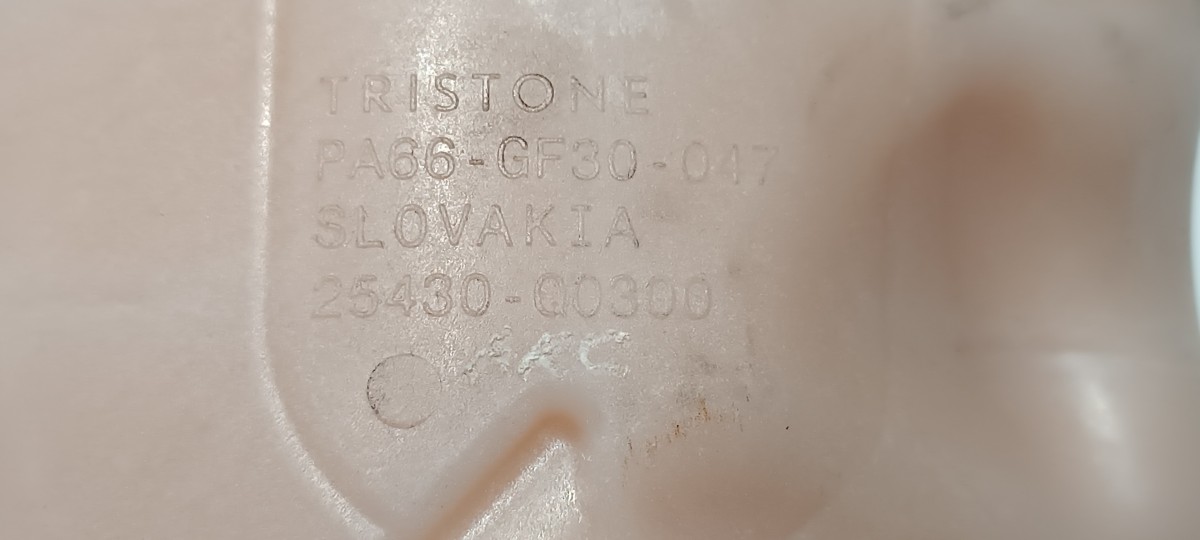 TRISTONE
PA66-GF30-047
SLOVAKIA
25430-Q0300